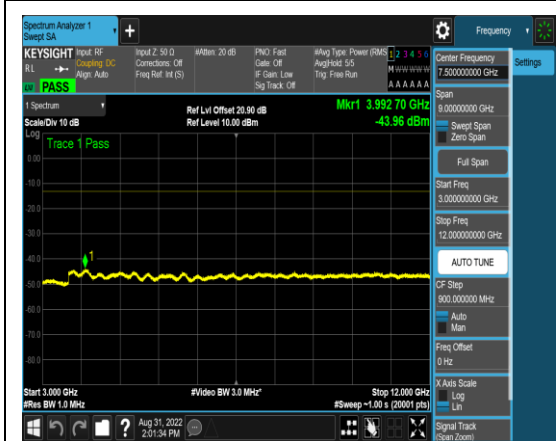 Spectrum Analyzer 1
Swept SA
+
Frequency
KEYSIGHT
RL
PASS
Input: RF
Coupling: DC
Align: Auto
Input Z: 50 Ω
Corrections: Off
Freq Ref: Int (S)
#Atten: 20 dB
PNO: Fast
Gate: Off
IF Gain: Low
Sig Track: Off
#Avg Type: Power (RMS
Avg|Hold: 5/5
Trig: Free Run
1 2 3 4 5 6
M W W W W W
A A A A A A
1 Spectrum
Scale/Div 10 dB
Ref Lvl Offset 20.90 dB
Ref Level 10.00 dBm
Mkr1 3.992 70 GHz
-43.96 dBm
Log
Trace 1 Pass
0.00
-10.0
-20.0
-30.0
-40.0
-50.0
-60.0
-70.0
-80.0
1
Start 3.000 GHz
#Res BW 1.0 MHz
#Video BW 3.0 MHz*
Stop 12.000 GHz
#Sweep ~1.00 s (20001 pts)
Aug 31, 2022
2:01:34 PM
?
Center Frequency
7.500000000 GHz
Span
9.00000000 GHz
Swept Span
Zero Span
Full Span
Start Freq
3.000000000 GHz
Stop Freq
12.000000000 GHz
AUTO TUNE
CF Step
900.000000 MHz
Auto
Man
Freq Offset
0 Hz
X Axis Scale
Log
Lin
Signal Track
(Span Zoom)
Settings